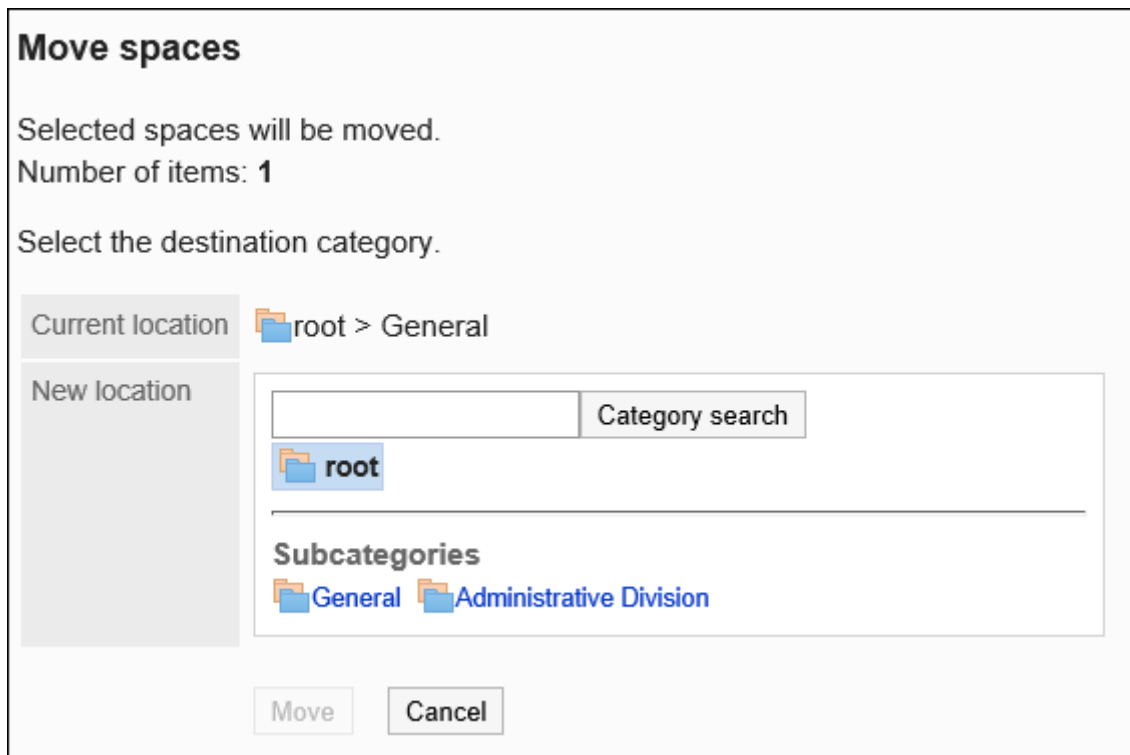 Move spaces
Selected spaces will be moved.
Number of items: 1
Select the destination category.
Current location root > General
New location
Category search
root
Subcategories
General Administrative Division
Move Cancel